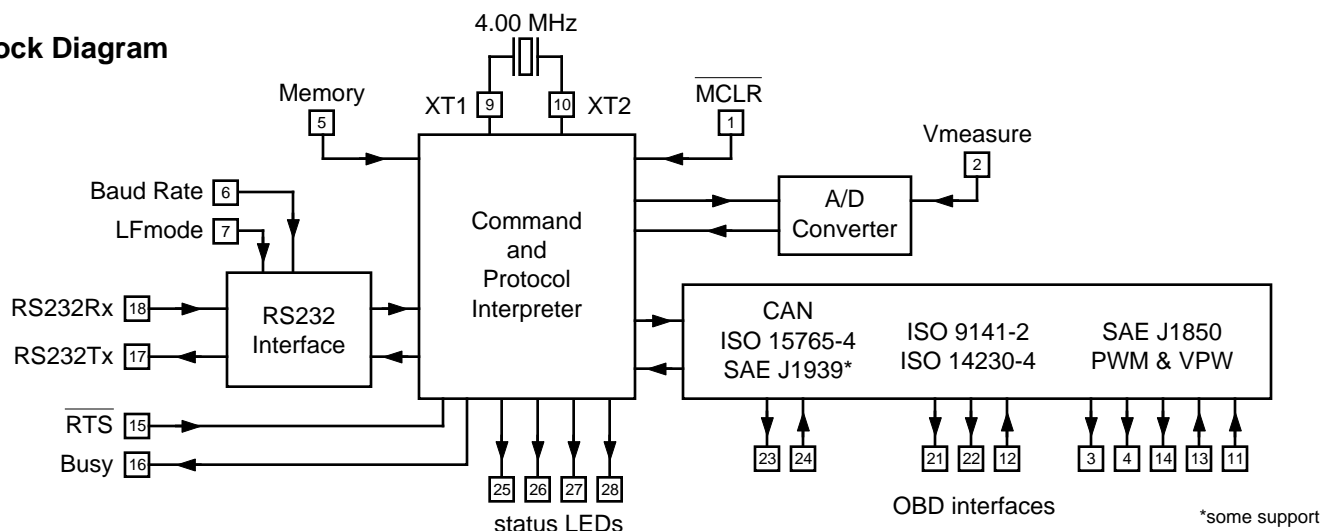 ock Diagram
4.00 MHz
Memory
5
XT1
9
10
XT2
MCLR
1
Vmeasure
2
Baud Rate
6
LFmode
7
A/D
Converter
Command
and
Protocol
Interpreter
RS232Rx
18
RS232Tx
17
RS232
Interface
CAN
ISO 15765-4
SAE J1939*
ISO 9141-2
ISO 14230-4
SAE J1850
PWM & VPW
RTS
15
Busy
16
25 26 27 28
status LEDs
23 24
21 22 12
3 4 14 13 11
OBD interfaces
*some support